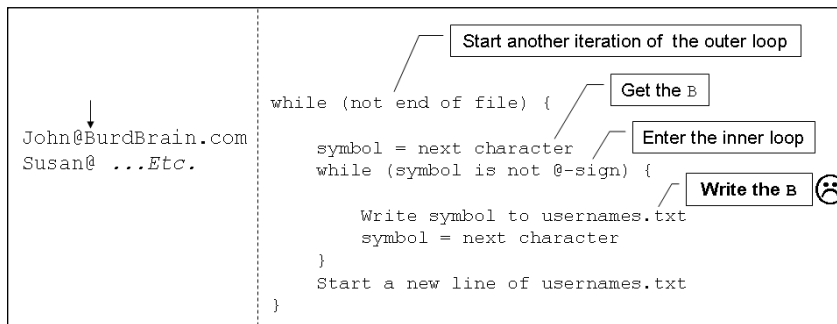 John@BurdBrain.com
Susan@ ...Etc.
Start another iteration of the outer loop
while (not end of file) {
Get the B
symbol = next character
Enter the inner loop
while (symbol is not @-sign) {
Write the B
Write symbol to usernames.txt
symbol = next character
}
Start a new line of usernames.txt
}